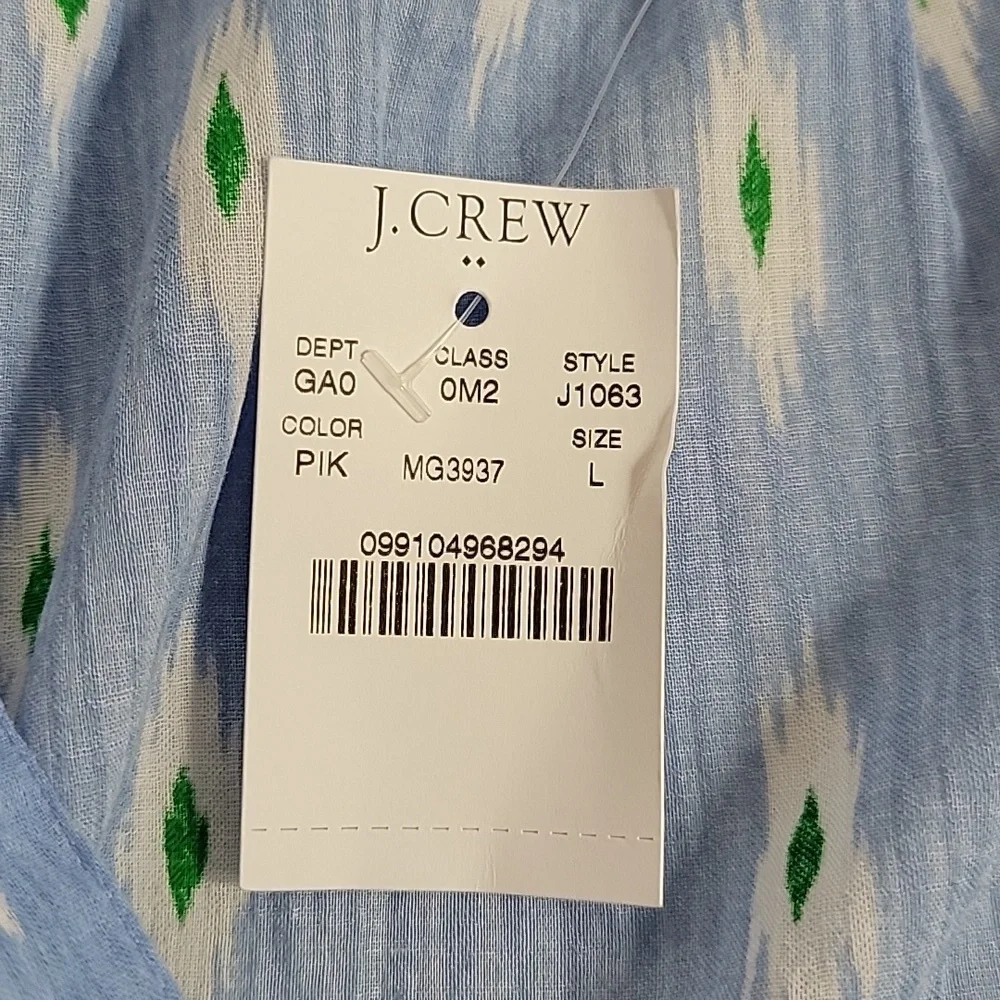 J.CREW
DEPT CLASS STYLE
GA0 0M2 J1063
COLOR SIZE
PIK MG3937 L
099104968294